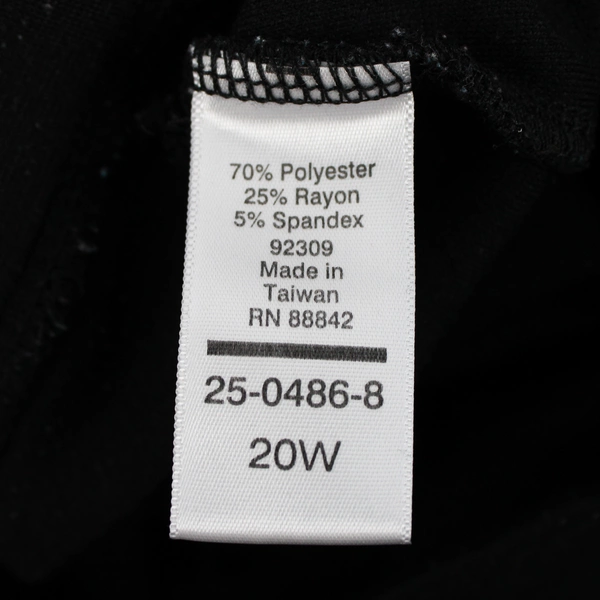 70% Polyester
25% Rayon
5% Spandex
92309
Made in
Taiwan
RN 88842
25-0486-8
20W